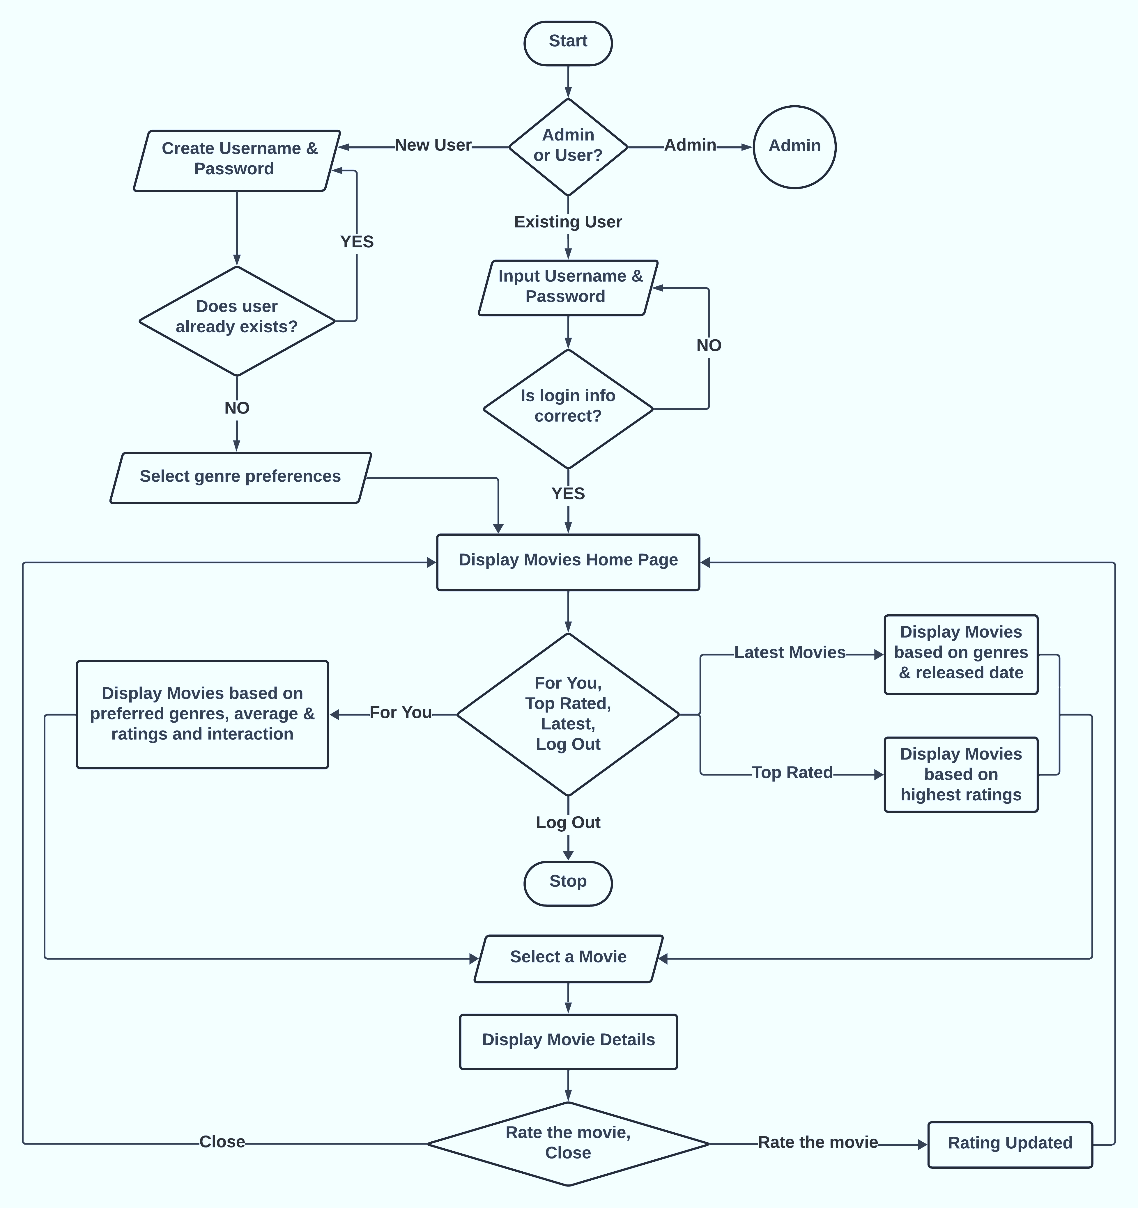 Start
Admin
or User?
New User
Admin
Admin
Create Username &
Password
Existing User
YES
Input Username &
Password
Does user
already exists?
NO
Is login info
correct?
NO
Select genre preferences
YES
Display Movies Home Page
Display Movies
based on genres
& released date
Latest Movies
For You,
Top Rated,
Latest,
Log Out
For You
Display Movies based on
preferred genres, average &
ratings and interaction
Top Rated
Display Movies
based on
highest ratings
Log Out
Stop
Select a Movie
Display Movie Details
Rate the movie,
Close
Close
Rate the movie
Rating Updated